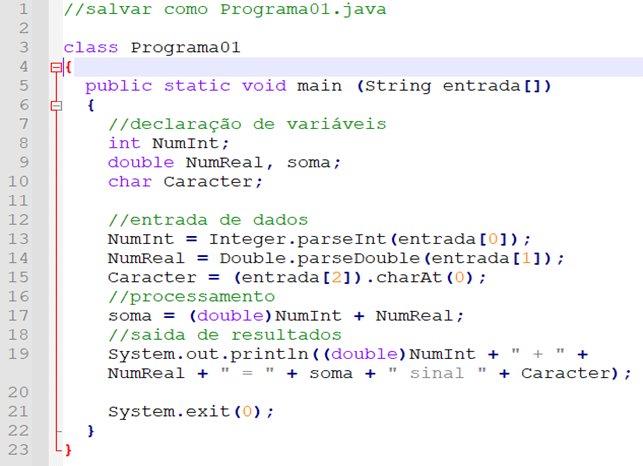 1 //salvar como Programa01.java
2
3 class Programa01
4 {
5 public static void main (String entrada[])
6 {
7 //declaração de variáveis
8 int NumInt;
9 double NumReal, soma;
10 char Caracter;
11
12 //entrada de dados
13 NumInt = Integer.parseInt(entrada[0]);
14 NumReal = Double.parseDouble(entrada[1]);
15 Caracter = (entrada[2]).charAt(0);
16 //processamento
17 soma = (double)NumInt + NumReal;
18 //saida de resultados
19 System.out.println((double)NumInt + " + " +
NumReal + " = " + soma + " sinal " + Caracter);
20
21 System.exit(0);
22 }
23 }